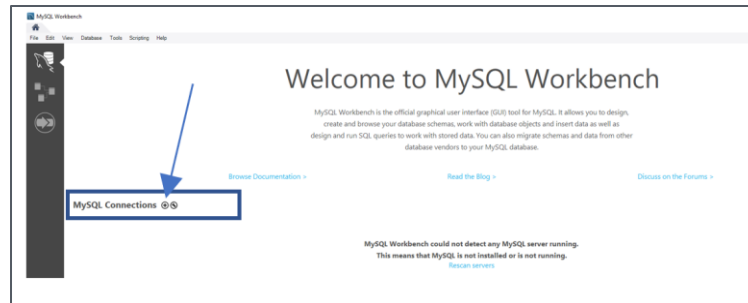 MySQL Workbench
File Edit View Database Tools Scripting Help
Welcome to MySQL Workbench
MySQL Workbench is the official graphical user interface (GUI) tool for MySQL. It allows you to design,
create and browse your database schemas, work with database objects and insert data as well as
design and run SQL queries to work with stored data. You can also migrate schemas and data from other
database vendors to your MySQL database.
Browse Documentation > Read the Blog > Discuss on the Forums >
MySQL Connections
MySQL Workbench could not detect any MySQL server running.
This means that MySQL is not installed or is not running.
Rescan servers